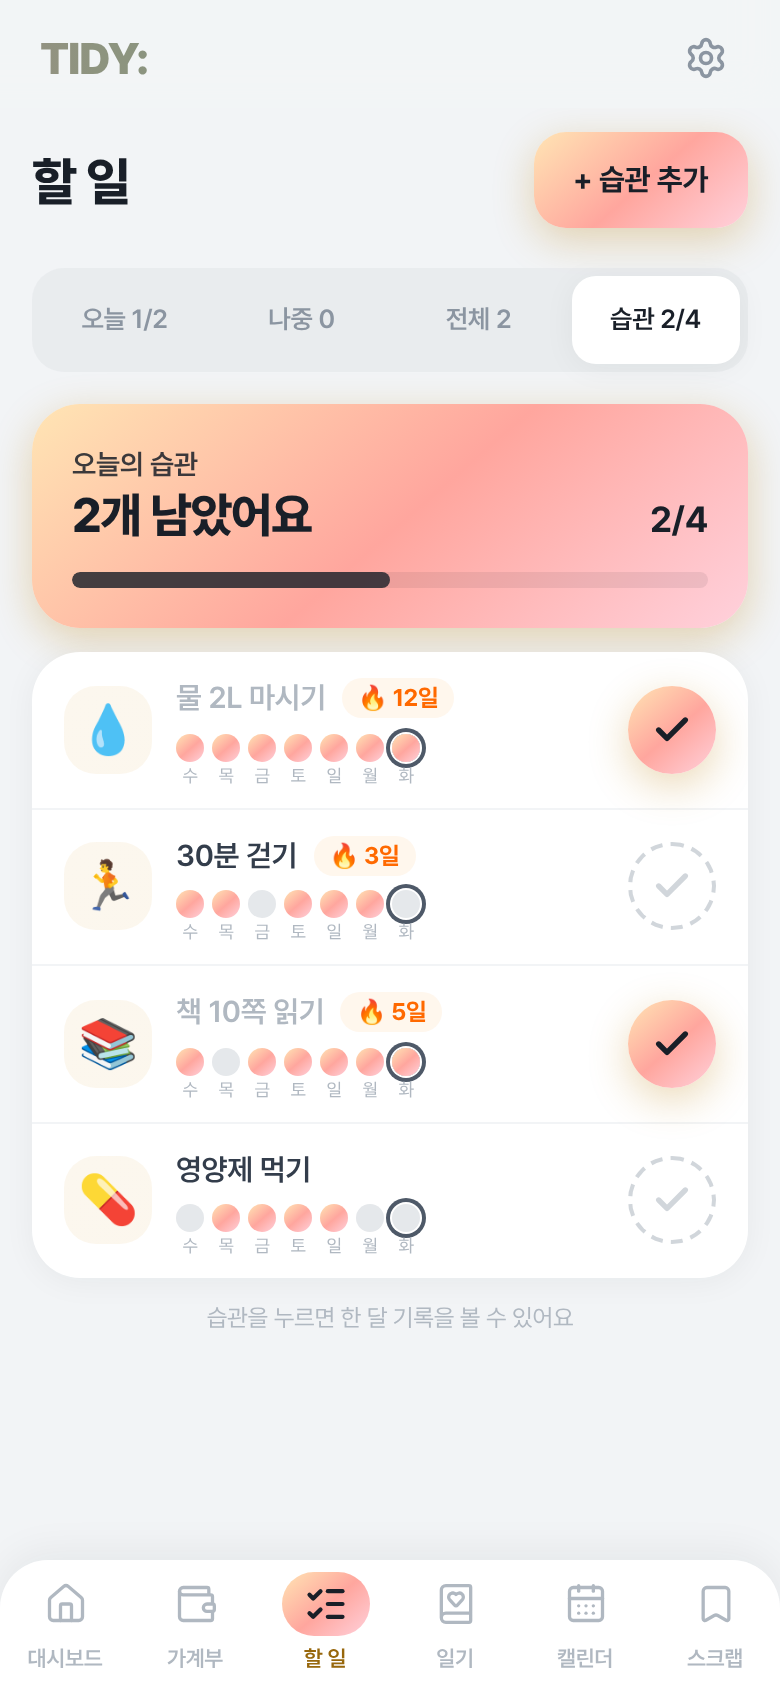 TIDY:
할 일
+ 습관 추가
오늘 1/2
나중 0
전체 2
습관 2/4
오늘의 습관
2개 남았어요
2/4
물 2L 마시기
12일
수 목 금 토 일 월 화
30분 걷기
3일
수 목 금 토 일 월 화
책 10쪽 읽기
5일
수 목 금 토 일 월 화
영양제 먹기
수 목 금 토 일 월 화
습관을 누르면 한 달 기록을 볼 수 있어요
대시보드
가계부
할 일
일기
캘린더
스크랩